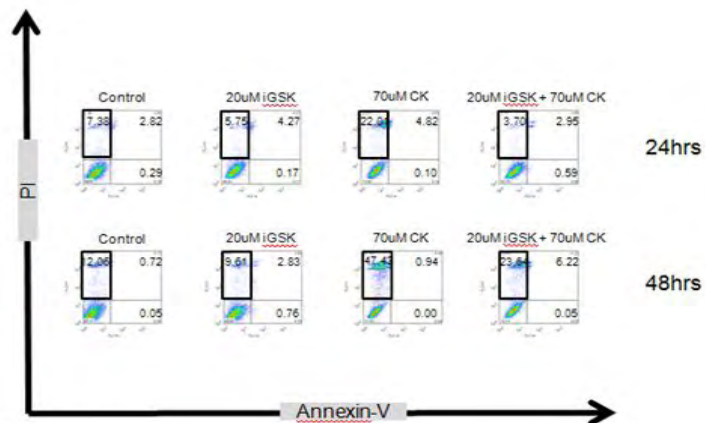 Control 20uM iGSK 70uM CK 20uM iGSK + 70uM CK
7.38 2.82 5.75 4.27 4.82 3.70 2.95
0.29 0.17 0.10 0.59
24hrs
PI
Control 20uM iGSK 70uM CK 20uM iGSK + 70uM CK
12.06 0.72 9.61 2.83 47.43 0.94 23.64 6.22
0.05 0.76 0.00 0.05
48hrs
Annexin-V